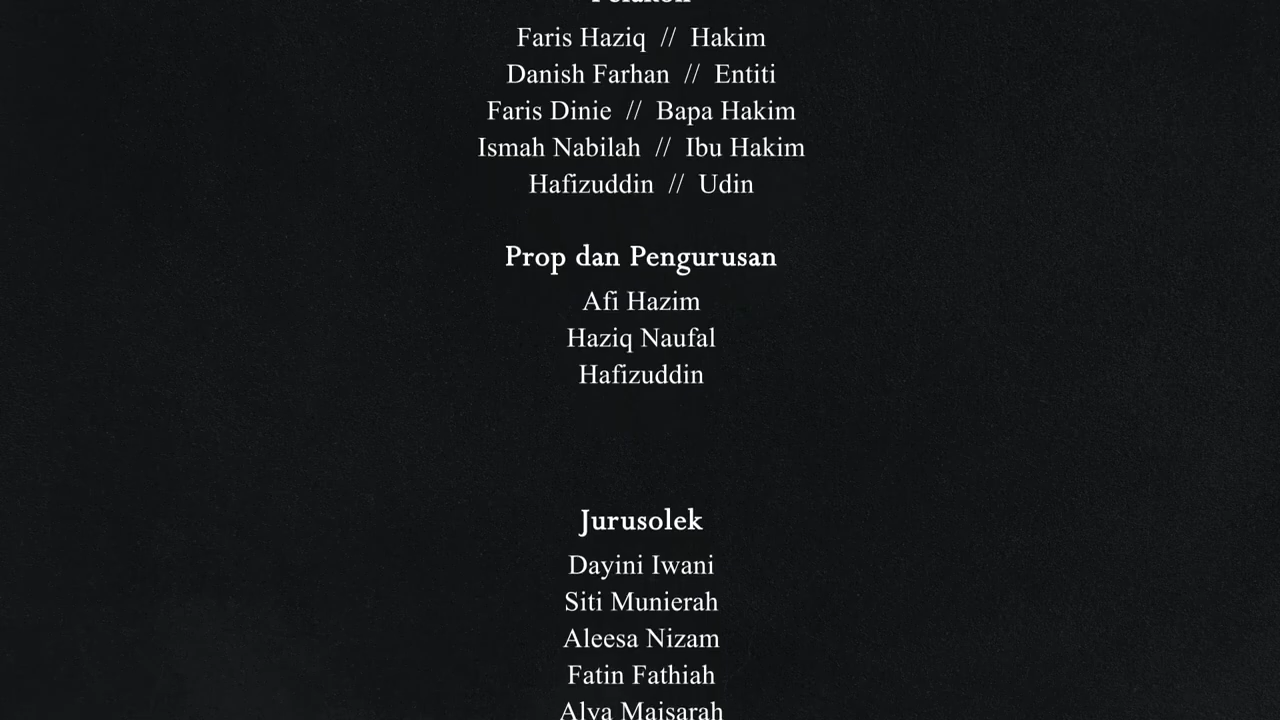 Pelakon
Faris Haziq // Hakim
Danish Farhan // Entiti
Faris Dinie // Bapa Hakim
Ismah Nabilah // Ibu Hakim
Hafizuddin // Udin
Prop dan Pengurusan
Afi Hazim
Haziq Naufal
Hafizuddin
Jurusolek
Dayini Iwani
Siti Munierah
Aleesa Nizam
Fatin Fathiah
Alya Maisarah